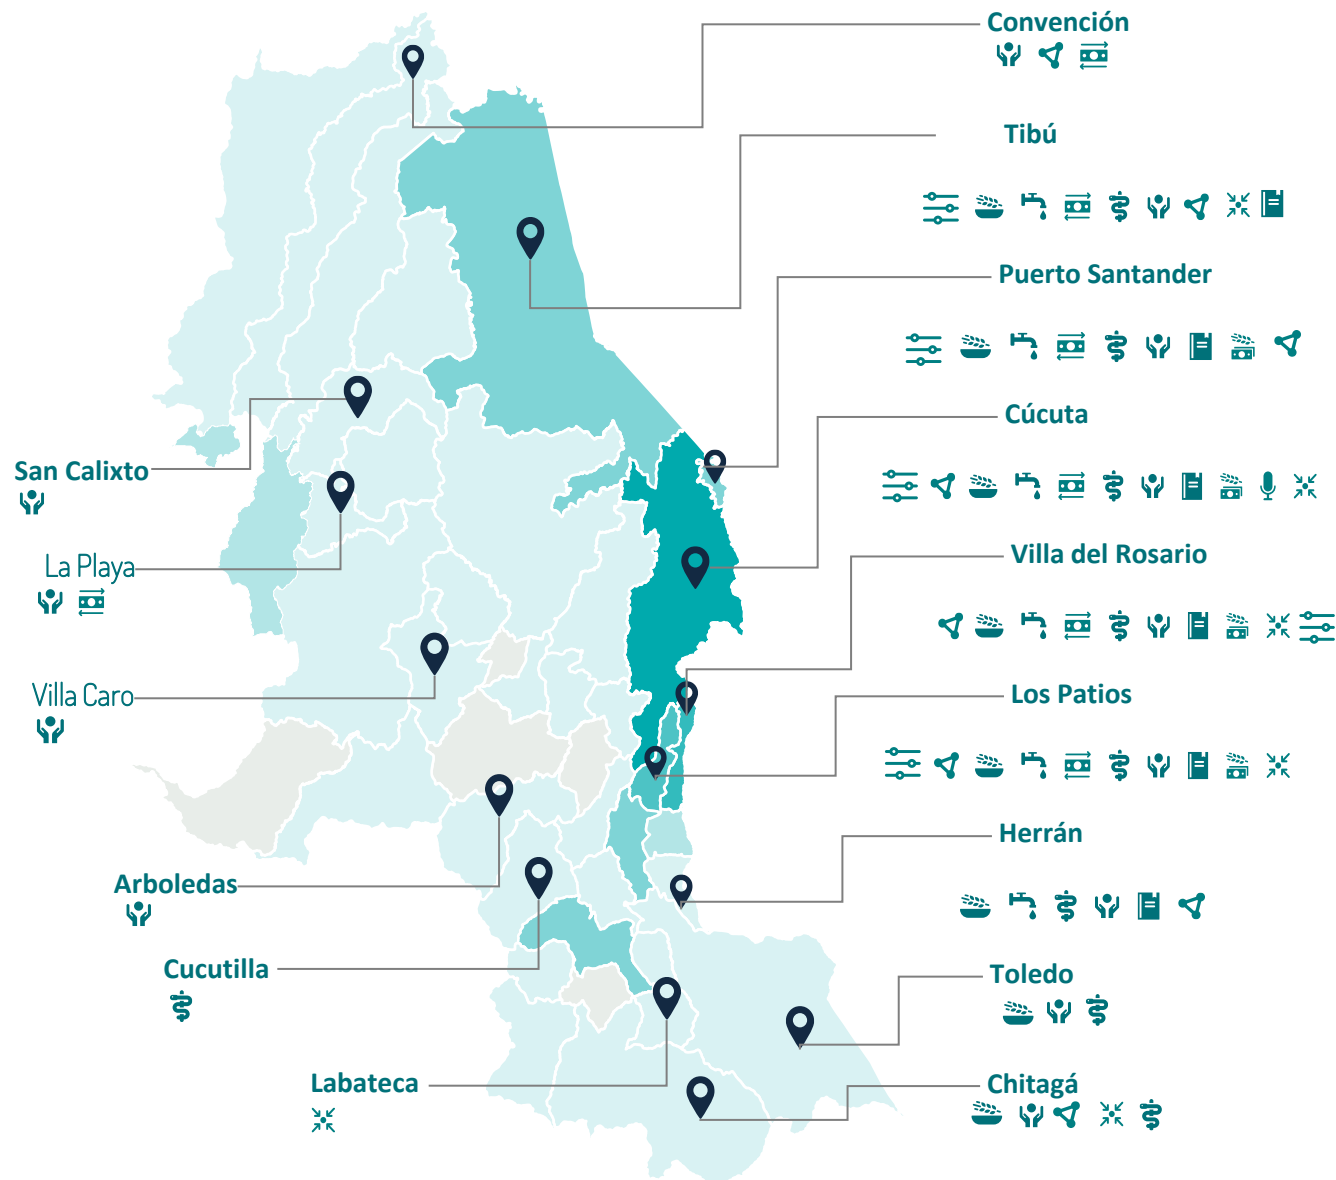 Convención
Tibú
Puerto Santander
Cúcuta
San Calixto
La Playa
Villa del Rosario
Villa Caro
Los Patios
Herrán
Arboledas
Cucutilla
Toledo
Labateca
Chitagá